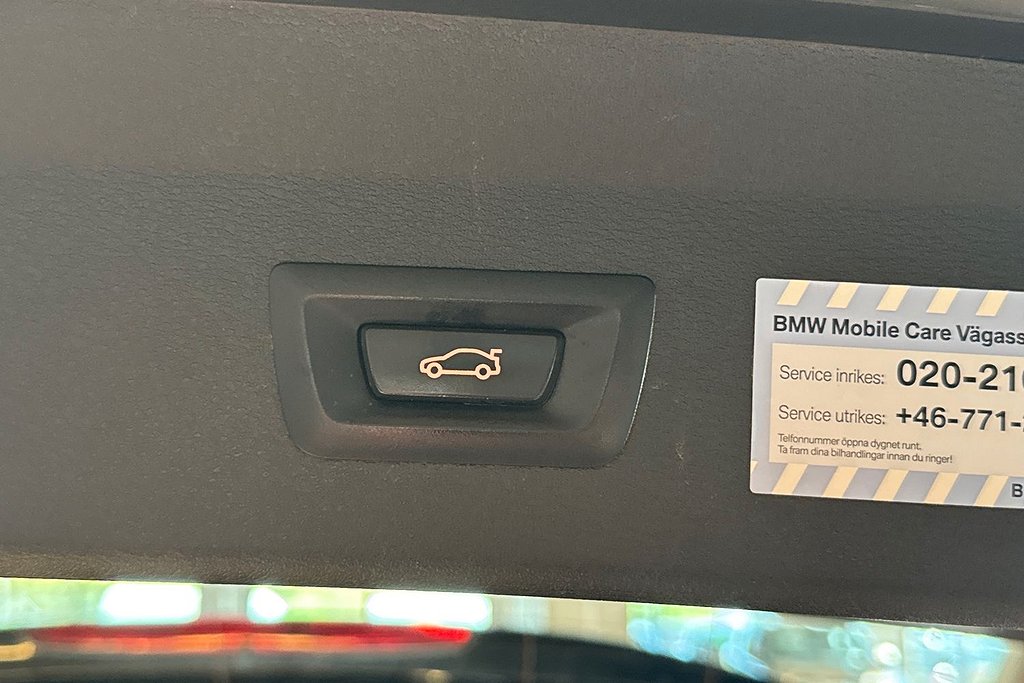 BMW Mobile Care Vägass
Service inrikes: 020-210
Service utrikes: +46-771-
Telfonnummer öppna dygnet runt.
Ta fram dina bilhandlingar innan du ringer!
B